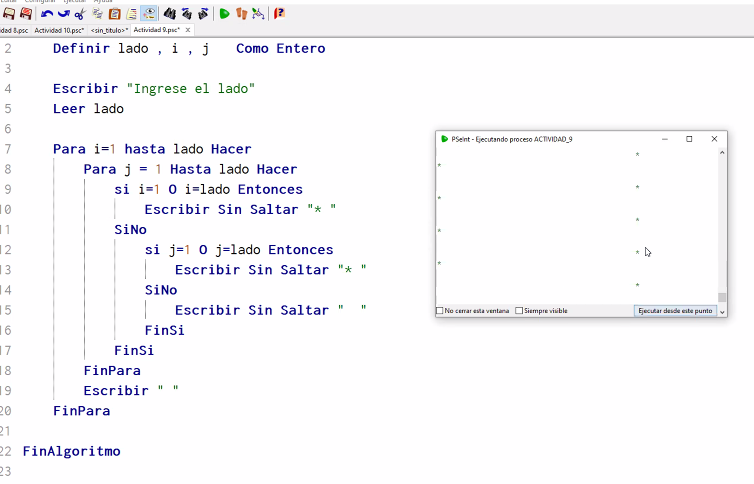 Configurar Ejecutar
dad 8.psc Actividad 10.psc* <sin_titulo>* Actividad 9.psc* X
2 Definir lado , i , j Como Entero
3
4 Escribir "Ingrese el lado"
5 Leer lado
6
7 Para i=1 hasta lado Hacer
8 Para j = 1 Hasta lado Hacer
9 si i=1 O i=lado Entonces
10 Escribir Sin Saltar "* "
11 SiNo
12 si j=1 O j=lado Entonces
13 Escribir Sin Saltar "* "
14 SiNo
15 Escribir Sin Saltar "  "
16 FinSi
17 FinSi
18 FinPara
19 Escribir " "
20 FinPara
21
22 FinAlgoritmo
23
PSeInt - Ejecutando proceso ACTIVIDAD_9
*
*
*
*
*
*
*
*
*
No cerrar esta ventana Siempre visible Ejecutar desde este punto